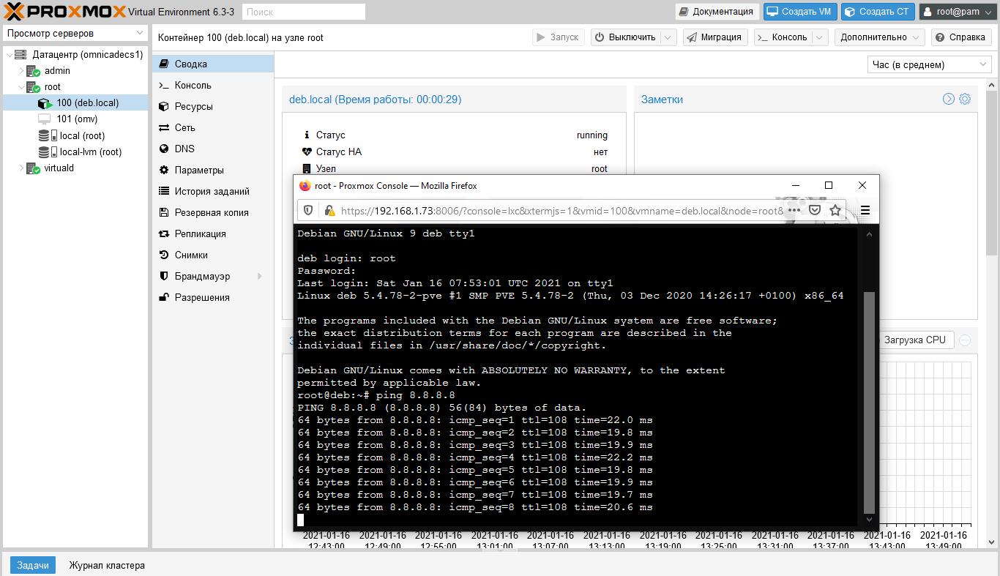 PROXMOX Virtual Environment 6.3-3 Поиск Документация Создать VM Создать CT root@pam
Просмотр серверов
Контейнер 100 (deb.local) на узле root Запуск Выключить Миграция Консоль Дополнительно Справка
Датацентр (omnicadecs1)
admin
root
100 (deb.local)
101 (omv)
local (root)
local-lvm (root)
virtuald
Сводка
Консоль
Ресурсы
Сеть
DNS
Параметры
История заданий
Резервная копия
Репликация
Снимки
Брандмауэр
Разрешения
Час (в среднем)
deb.local (Время работы: 00:00:29)
Статус running
Статус HA нет
Узел root
Заметки
Загрузка CPU
root - Proxmox Console — Mozilla Firefox
https://192.168.1.73:8006/?console=lxc&xtermjs=1&vmid=100&vmname=deb.local&node=root&
Debian GNU/Linux 9 deb tty1
deb login: root
Password:
Last login: Sat Jan 16 07:53:01 UTC 2021 on tty1
Linux deb 5.4.78-2-pve #1 SMP PVE 5.4.78-2 (Thu, 03 Dec 2020 14:26:17 +0100) x86_64
The programs included with the Debian GNU/Linux system are free software;
the exact distribution terms for each program are described in the
individual files in /usr/share/doc/*/copyright.
Debian GNU/Linux comes with ABSOLUTELY NO WARRANTY, to the extent
permitted by applicable law.
root@deb:~# ping 8.8.8.8
PING 8.8.8.8 (8.8.8.8) 56(84) bytes of data.
64 bytes from 8.8.8.8: icmp_seq=1 ttl=108 time=22.0 ms
64 bytes from 8.8.8.8: icmp_seq=2 ttl=108 time=19.8 ms
64 bytes from 8.8.8.8: icmp_seq=3 ttl=108 time=19.9 ms
64 bytes from 8.8.8.8: icmp_seq=4 ttl=108 time=22.2 ms
64 bytes from 8.8.8.8: icmp_seq=5 ttl=108 time=19.8 ms
64 bytes from 8.8.8.8: icmp_seq=6 ttl=108 time=19.9 ms
64 bytes from 8.8.8.8: icmp_seq=7 ttl=108 time=19.7 ms
64 bytes from 8.8.8.8: icmp_seq=8 ttl=108 time=20.6 ms
2021-01-16 2021-01-16 2021-01-16 2021-01-16 2021-01-16 2021-01-16 2021-01-16 2021-01-16 2021-01-16 2021-01-16 2021-01-16 2021-01-16
12:43:00 12:49:00 12:55:00 13:01:00 13:07:00 13:13:00 13:19:00 13:25:00 13:31:00 13:37:00 13:43:00 13:49:00
Задачи Журнал кластера